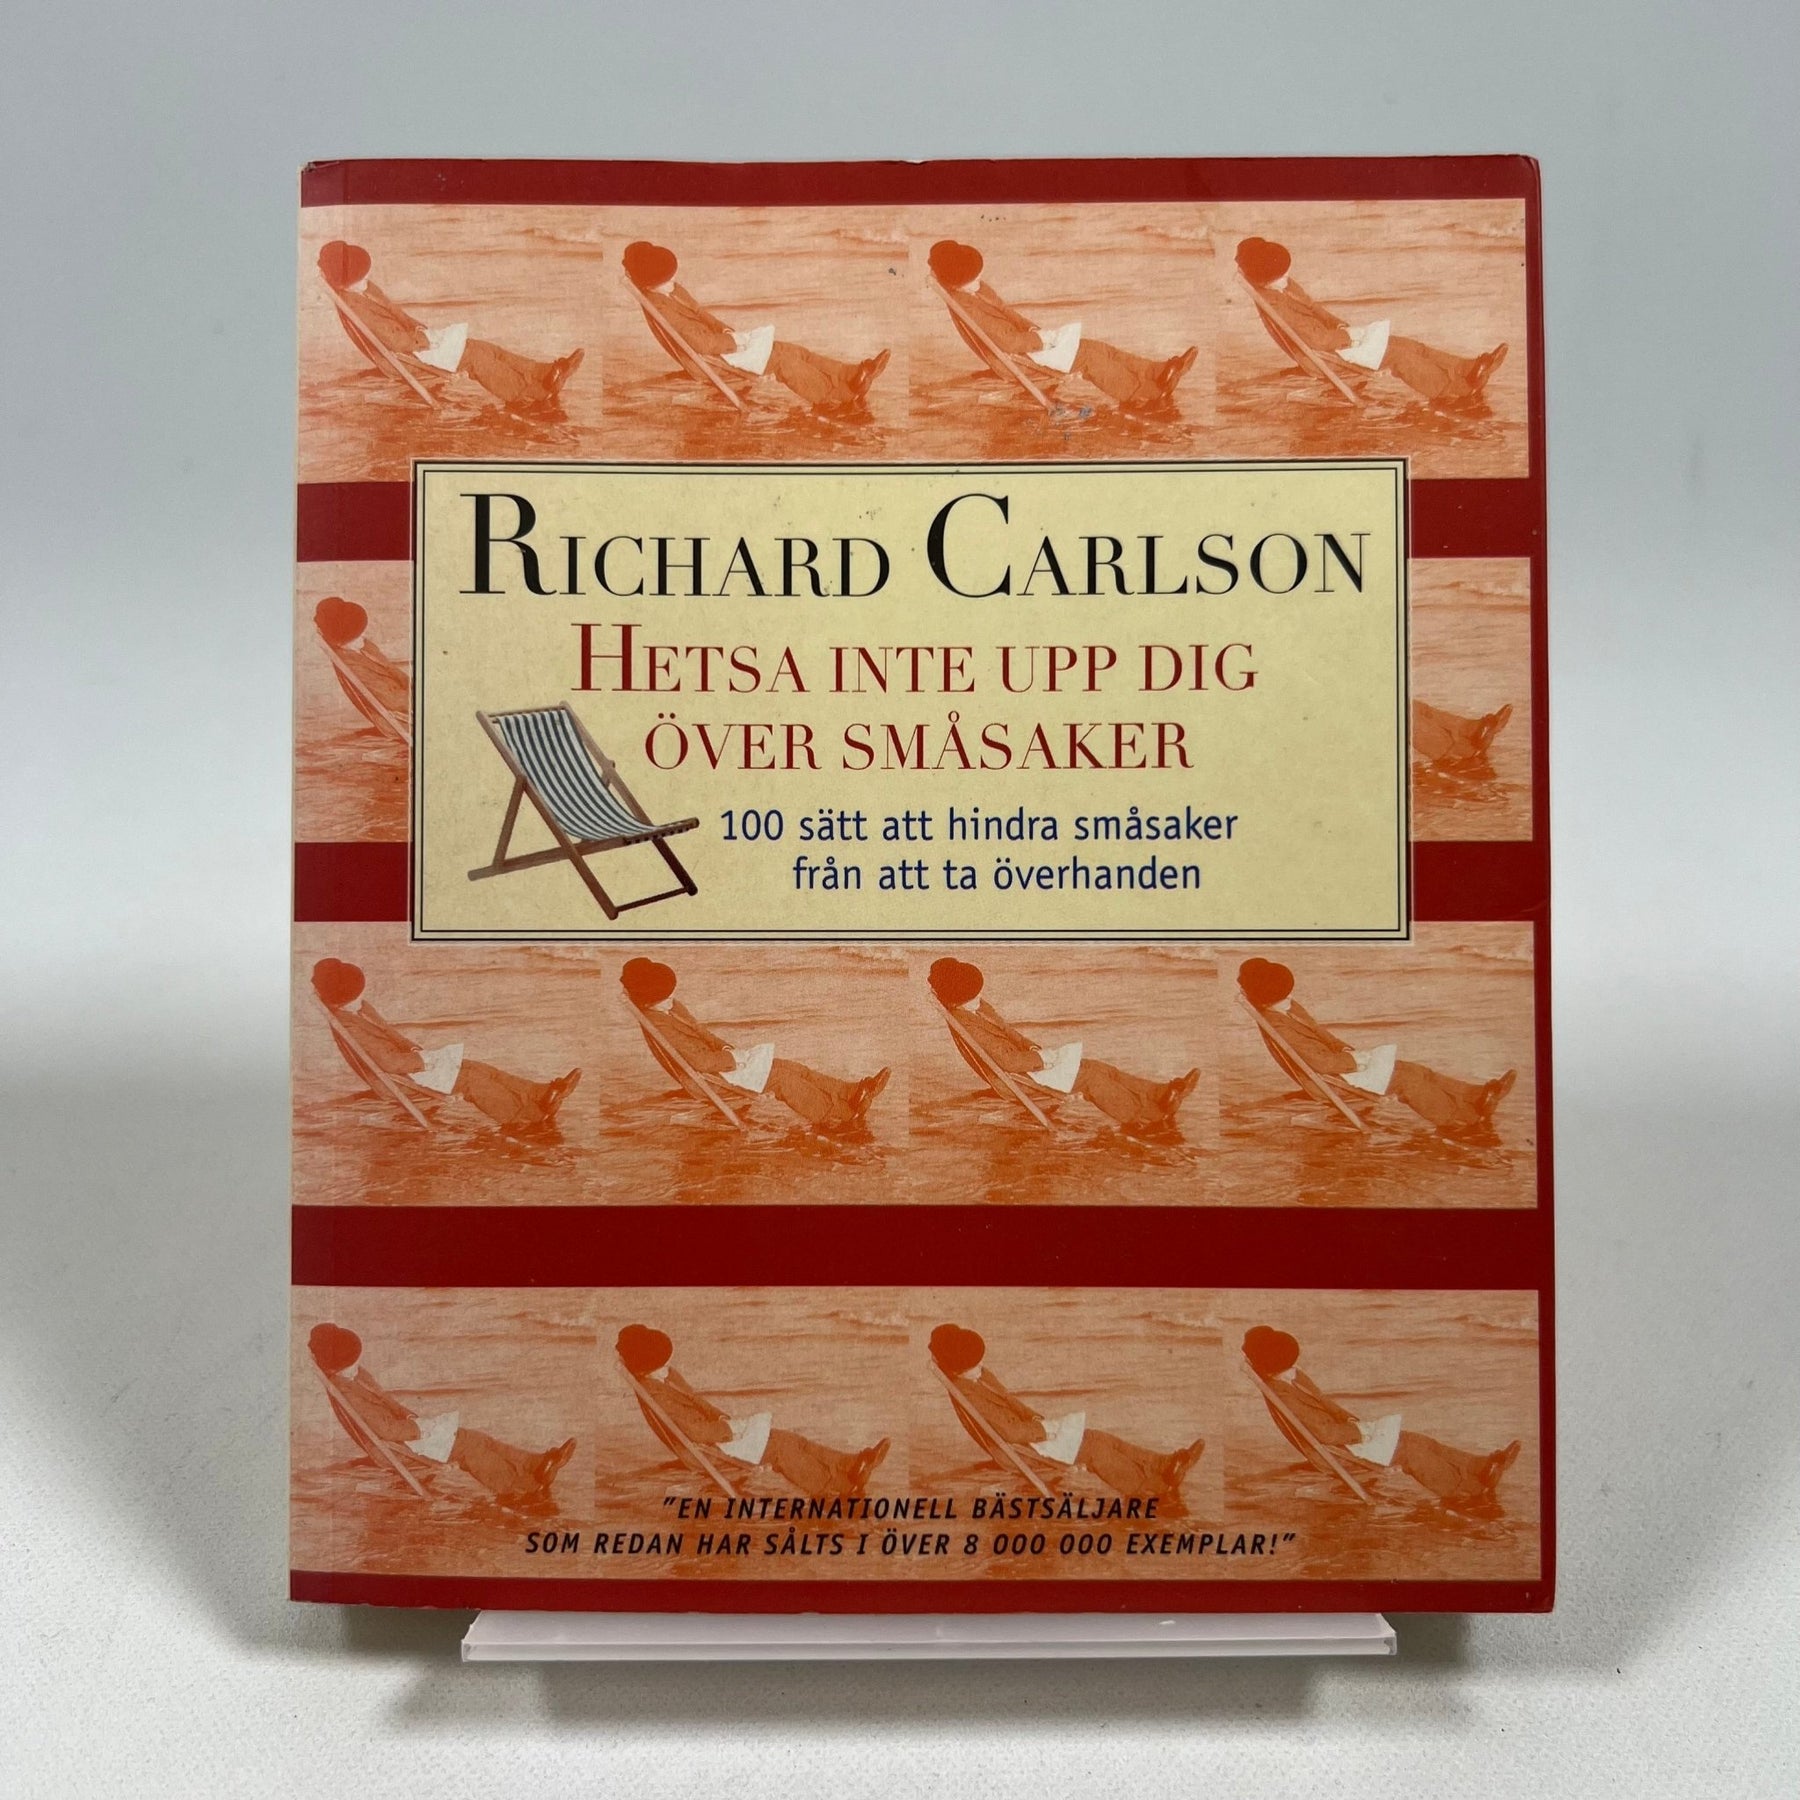 RICHARD CARLSON
HETSA INTE UPP DIG
ÖVER SMÅSAKER
100 sätt att hindra småsaker
från att ta överhanden
"EN INTERNATIONELL BÄSTSÄLJARE
SOM REDAN HAR SÅLTS I ÖVER 8 000 000 EXEMPLAR!"